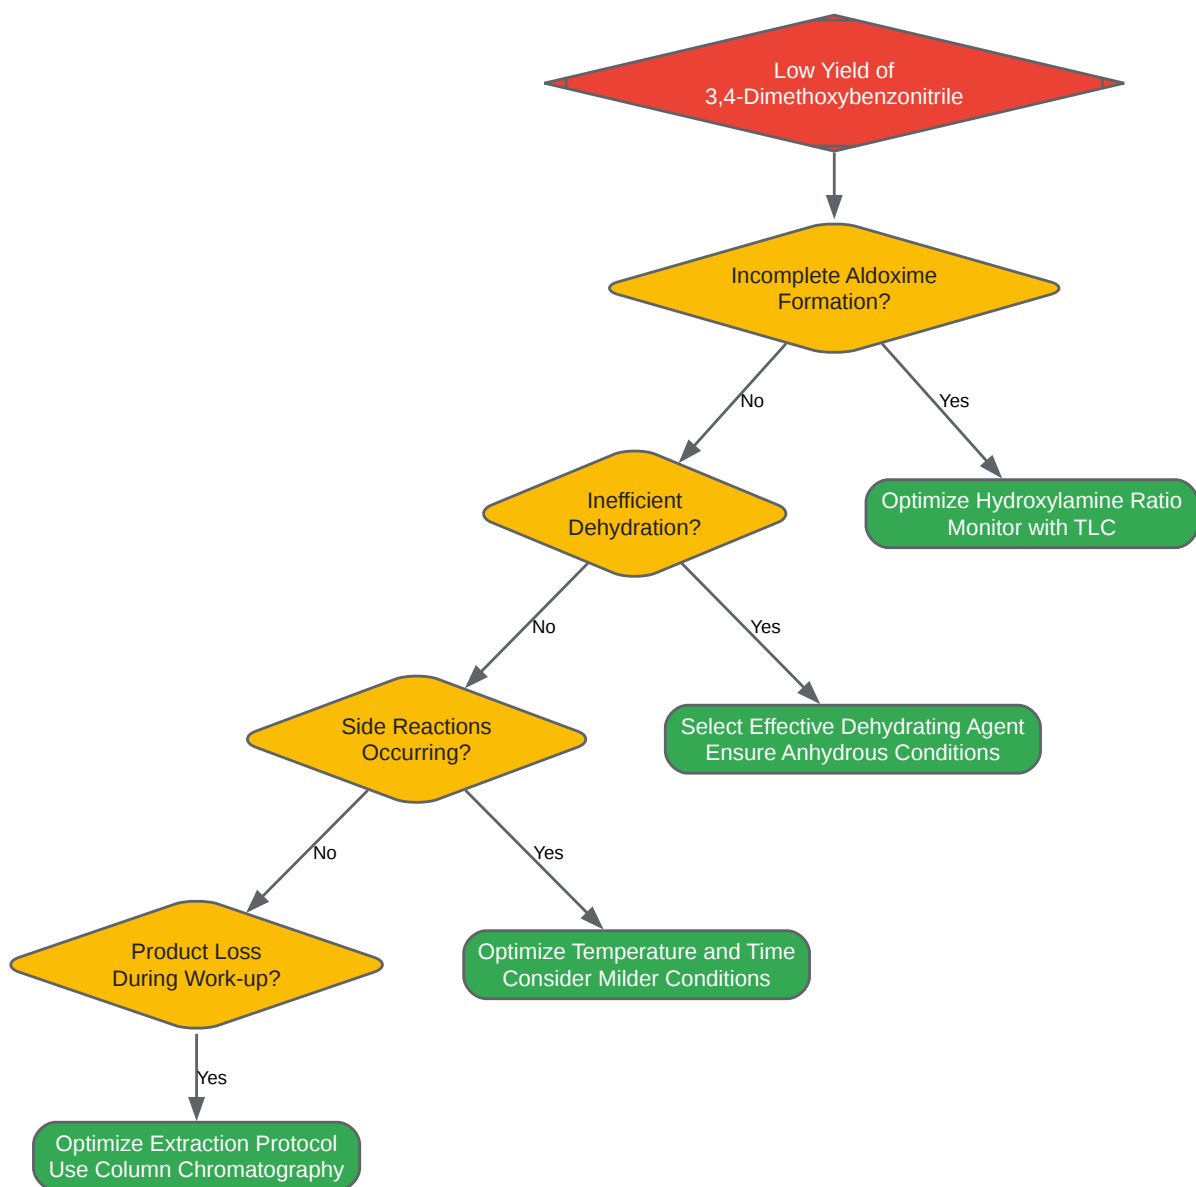 Low Yield of
3,4-Dimethoxybenzonitrile
Incomplete Aldoxime
Formation?
No
Yes
Inefficient
Dehydration?
Optimize Hydroxylamine Ratio
Monitor with TLC
No
Yes
Side Reactions
Occurring?
Select Effective Dehydrating Agent
Ensure Anhydrous Conditions
No
Yes
Product Loss
During Work-up?
Optimize Temperature and Time
Consider Milder Conditions
Yes
Optimize Extraction Protocol
Use Column Chromatography